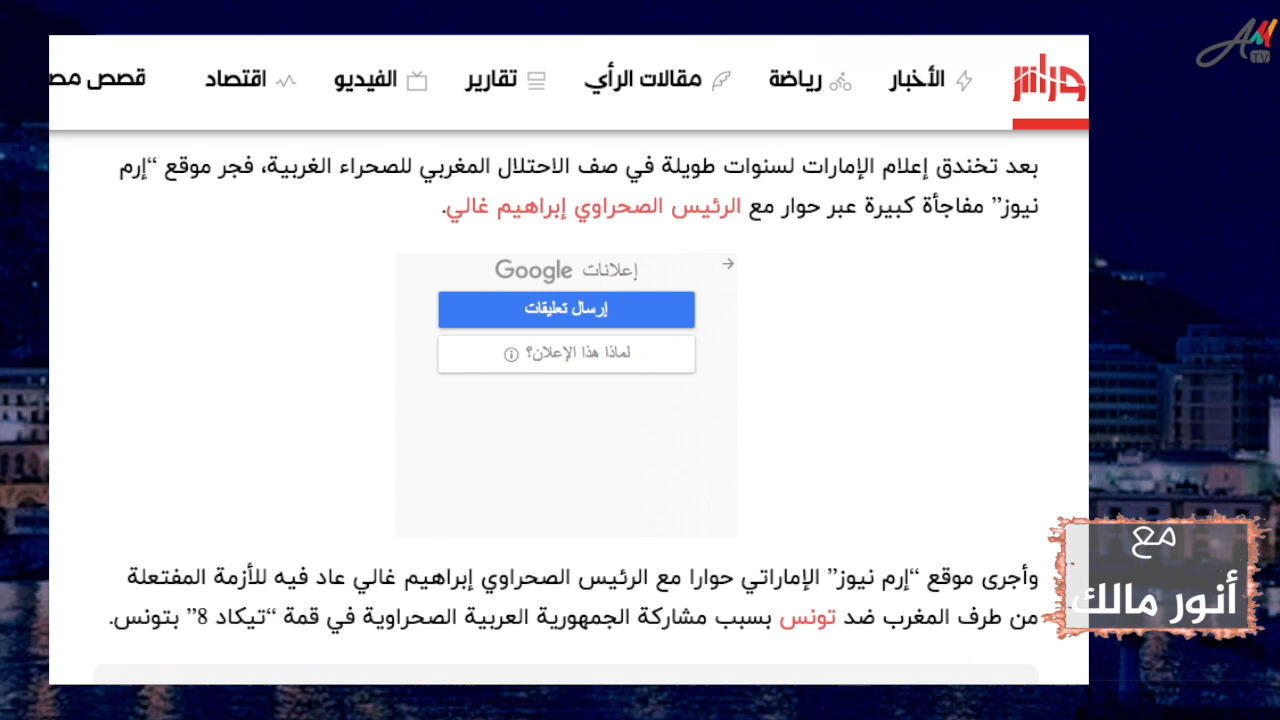 AM
TV
دزاير
الأخبار
رياضة
مقالات الرأي
تقارير
الفيديو
اقتصاد
قصص مص
بعد تخندق إعلام الإمارات لسنوات طويلة في صف الاحتلال المغربي للصحراء الغربية، فجر موقع “إرم
نيوز” مفاجأة كبيرة عبر حوار مع الرئيس الصحراوي إبراهيم غالي.
إعلانات Google
إرسال تعليقات
لماذا هذا الإعلان؟
وأجرى موقع “إرم نيوز” الإماراتي حوارا مع الرئيس الصحراوي إبراهيم غالي عاد فيه للأزمة المفتعلة
من طرف المغرب ضد تونس بسبب مشاركة الجمهورية العربية الصحراوية في قمة “تيكاد 8” بتونس.
مع
أنور مالك